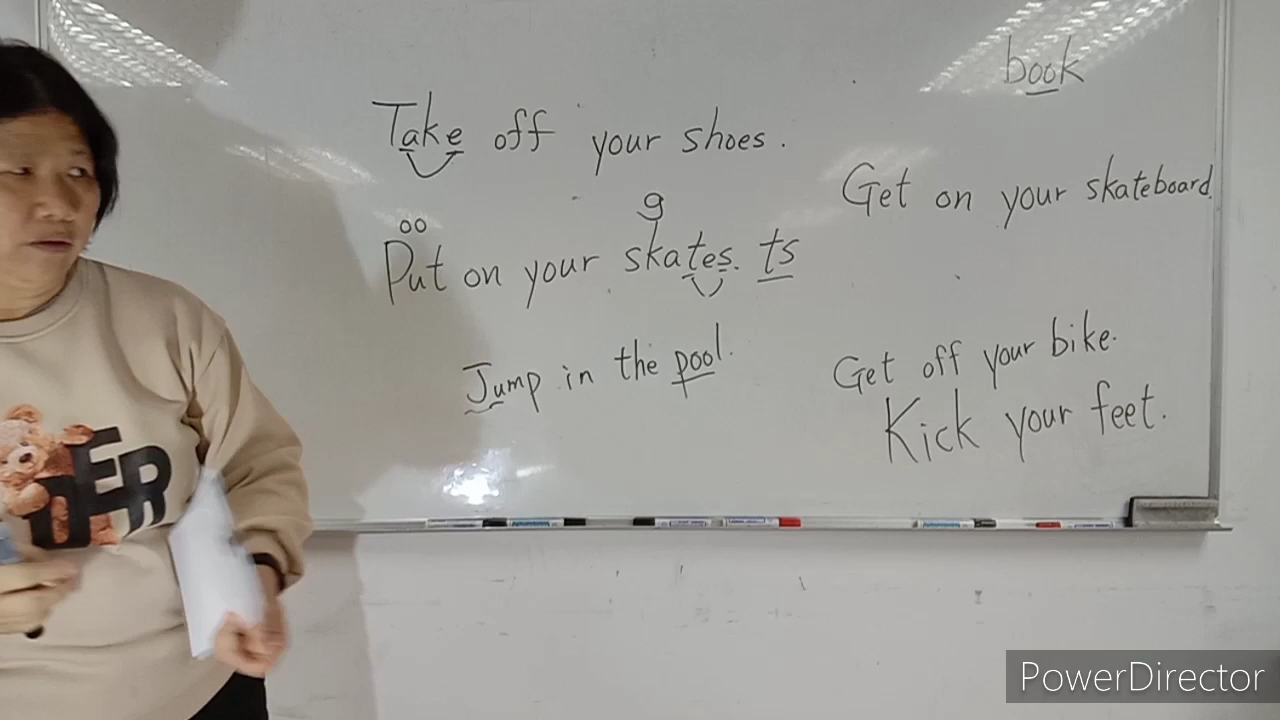 book
Take off your shoes.
Get on your skateboard.
g
oo
Put on your skates. ts
Jump in the pool.
Get off your bike.
Kick your feet.
DER
PowerDirector